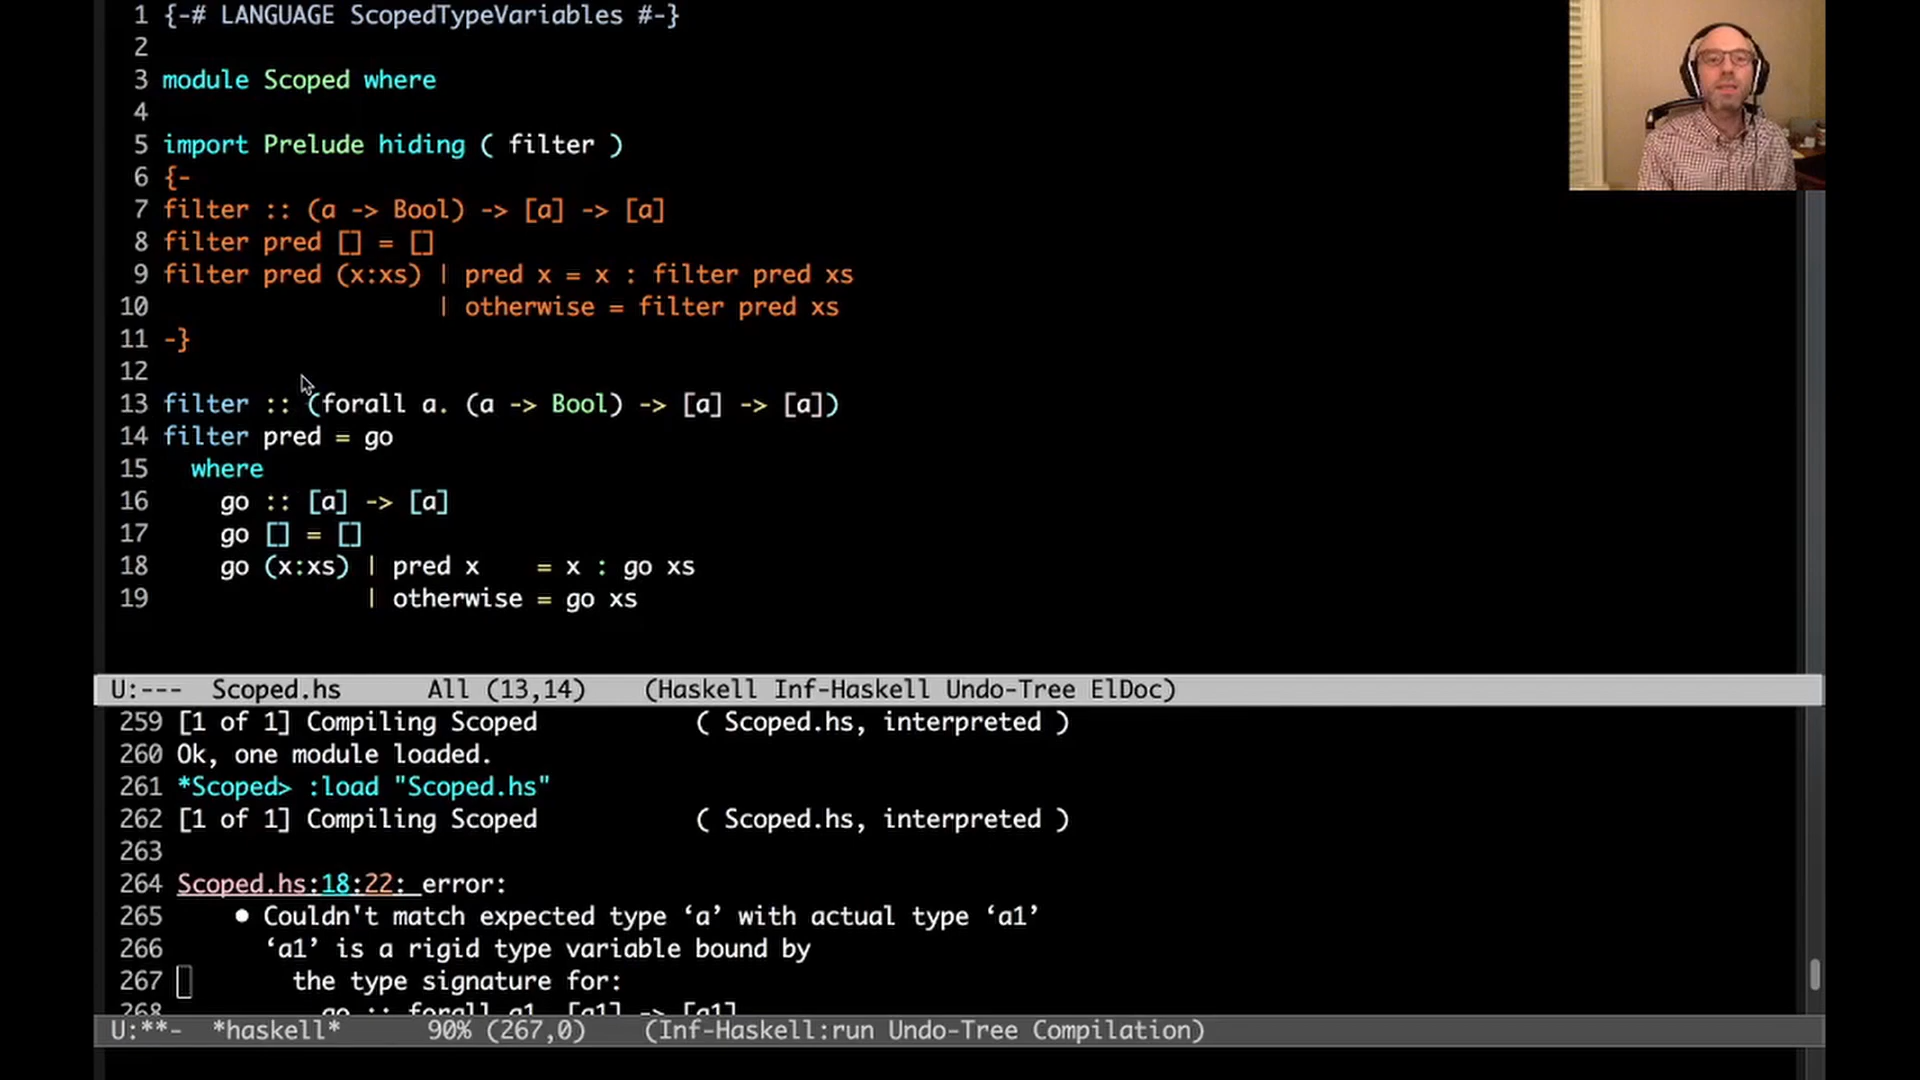 1 {-# LANGUAGE ScopedTypeVariables #-}
2
3 module Scoped where
4
5 import Prelude hiding ( filter )
6 {-
7 filter :: (a -> Bool) -> [a] -> [a]
8 filter pred [] = []
9 filter pred (x:xs) | pred x = x : filter pred xs
10                    | otherwise = filter pred xs
11 -}
12
13 filter :: (forall a. (a -> Bool) -> [a] -> [a])
14 filter pred = go
15   where
16     go :: [a] -> [a]
17     go [] = []
18     go (x:xs) | pred x    = x : go xs
19               | otherwise = go xs
U:--- Scoped.hs All (13,14) (Haskell Inf-Haskell Undo-Tree ElDoc)
259 [1 of 1] Compiling Scoped ( Scoped.hs, interpreted )
260 Ok, one module loaded.
261 *Scoped> :load "Scoped.hs"
262 [1 of 1] Compiling Scoped ( Scoped.hs, interpreted )
263
264 Scoped.hs:18:22: error:
265     • Couldn't match expected type ‘a’ with actual type ‘a1’
266       ‘a1’ is a rigid type variable bound by
267         the type signature for:
268           go :: forall a1. [a1] -> [a1]
U:**- *haskell* 90% (267,0) (Inf-Haskell:run Undo-Tree Compilation)